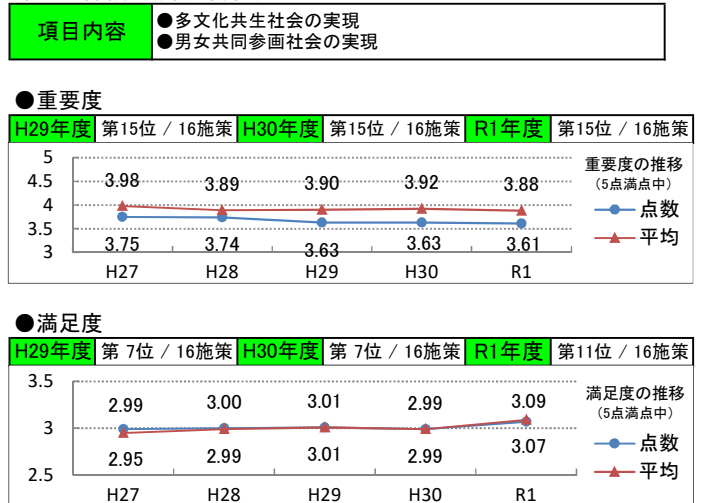 項目内容
●多文化共生社会の実現
●男女共同参画社会の実現
●重要度
H29年度 第15位 / 16施策 H30年度 第15位 / 16施策 R1年度 第15位 / 16施策
重要度の推移
(5点満点中)
点数
平均
5
4.5
4
3.5
3
3.98 3.89 3.90 3.92 3.88
3.75 3.74 3.63 3.63 3.61
H27 H28 H29 H30 R1
●満足度
H29年度 第 7位 / 16施策 H30年度 第 7位 / 16施策 R1年度 第11位 / 16施策
満足度の推移
(5点満点中)
点数
平均
3.5
3
2.5
2.99 3.00 3.01 2.99 3.09
2.95 2.99 3.01 2.99 3.07
H27 H28 H29 H30 R1